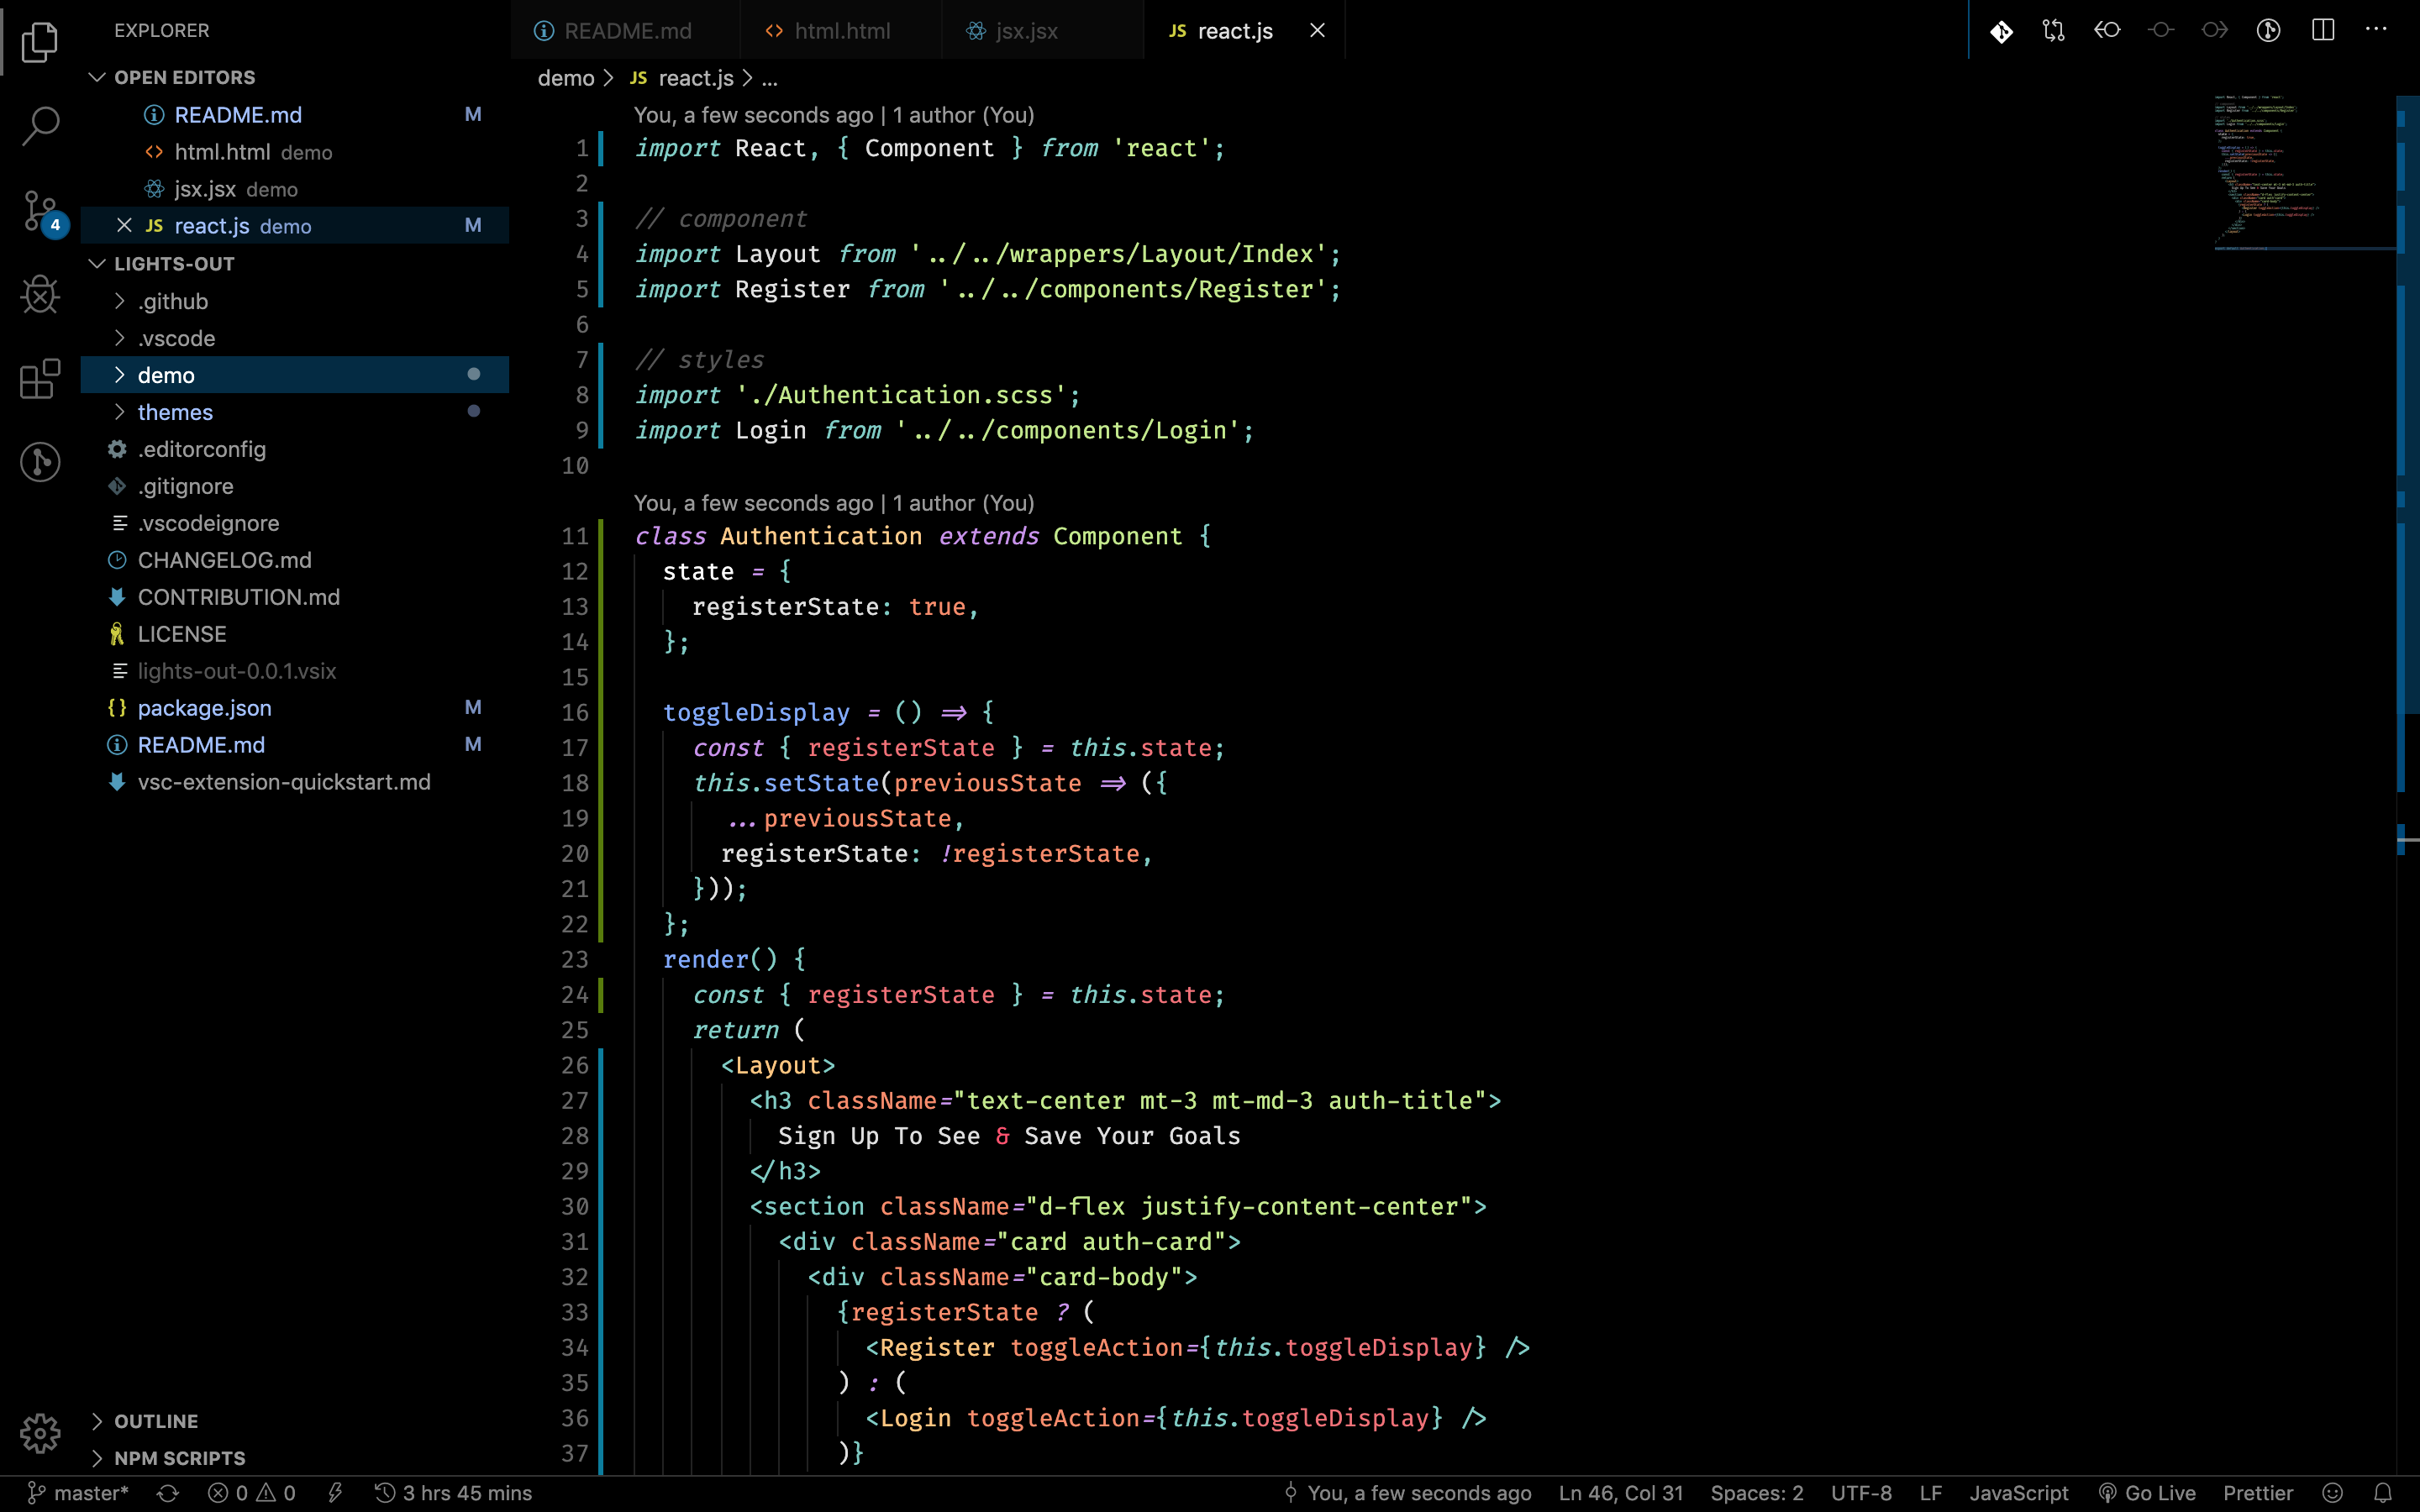 EXPLORER
OPEN EDITORS
README.md M
html.html demo
jsx.jsx demo
JS react.js demo M
LIGHTS-OUT
.github
.vscode
demo
themes
.editorconfig
.gitignore
.vscodeignore
CHANGELOG.md
CONTRIBUTION.md
LICENSE
lights-out-0.0.1.vsix
{} package.json M
README.md M
vsc-extension-quickstart.md
OUTLINE
NPM SCRIPTS
4
README.md html.html jsx.jsx JS react.js
demo > JS react.js > ...
You, a few seconds ago | 1 author (You)
1 import React, { Component } from 'react';
2
3 // component
4 import Layout from '../../wrappers/Layout/Index';
5 import Register from '../../components/Register';
6
7 // styles
8 import './Authentication.scss';
9 import Login from '../../components/Login';
10
You, a few seconds ago | 1 author (You)
11 class Authentication extends Component {
12 state = {
13 registerState: true,
14 };
15
16 toggleDisplay = () => {
17 const { registerState } = this.state;
18 this.setState(previousState => ({
19 ...previousState,
20 registerState: !registerState,
21 }));
22 };
23 render() {
24 const { registerState } = this.state;
25 return (
26 <Layout>
27 <h3 className="text-center mt-3 mt-md-3 auth-title">
28 Sign Up To See & Save Your Goals
29 </h3>
30 <section className="d-flex justify-content-center">
31 <div className="card auth-card">
32 <div className="card-body">
33 {registerState ? (
34 <Register toggleAction={this.toggleDisplay} />
35 ) : (
36 <Login toggleAction={this.toggleDisplay} />
37 )}
master* 0 0 3 hrs 45 mins You, a few seconds ago Ln 46, Col 31 Spaces: 2 UTF-8 LF JavaScript Go Live Prettier